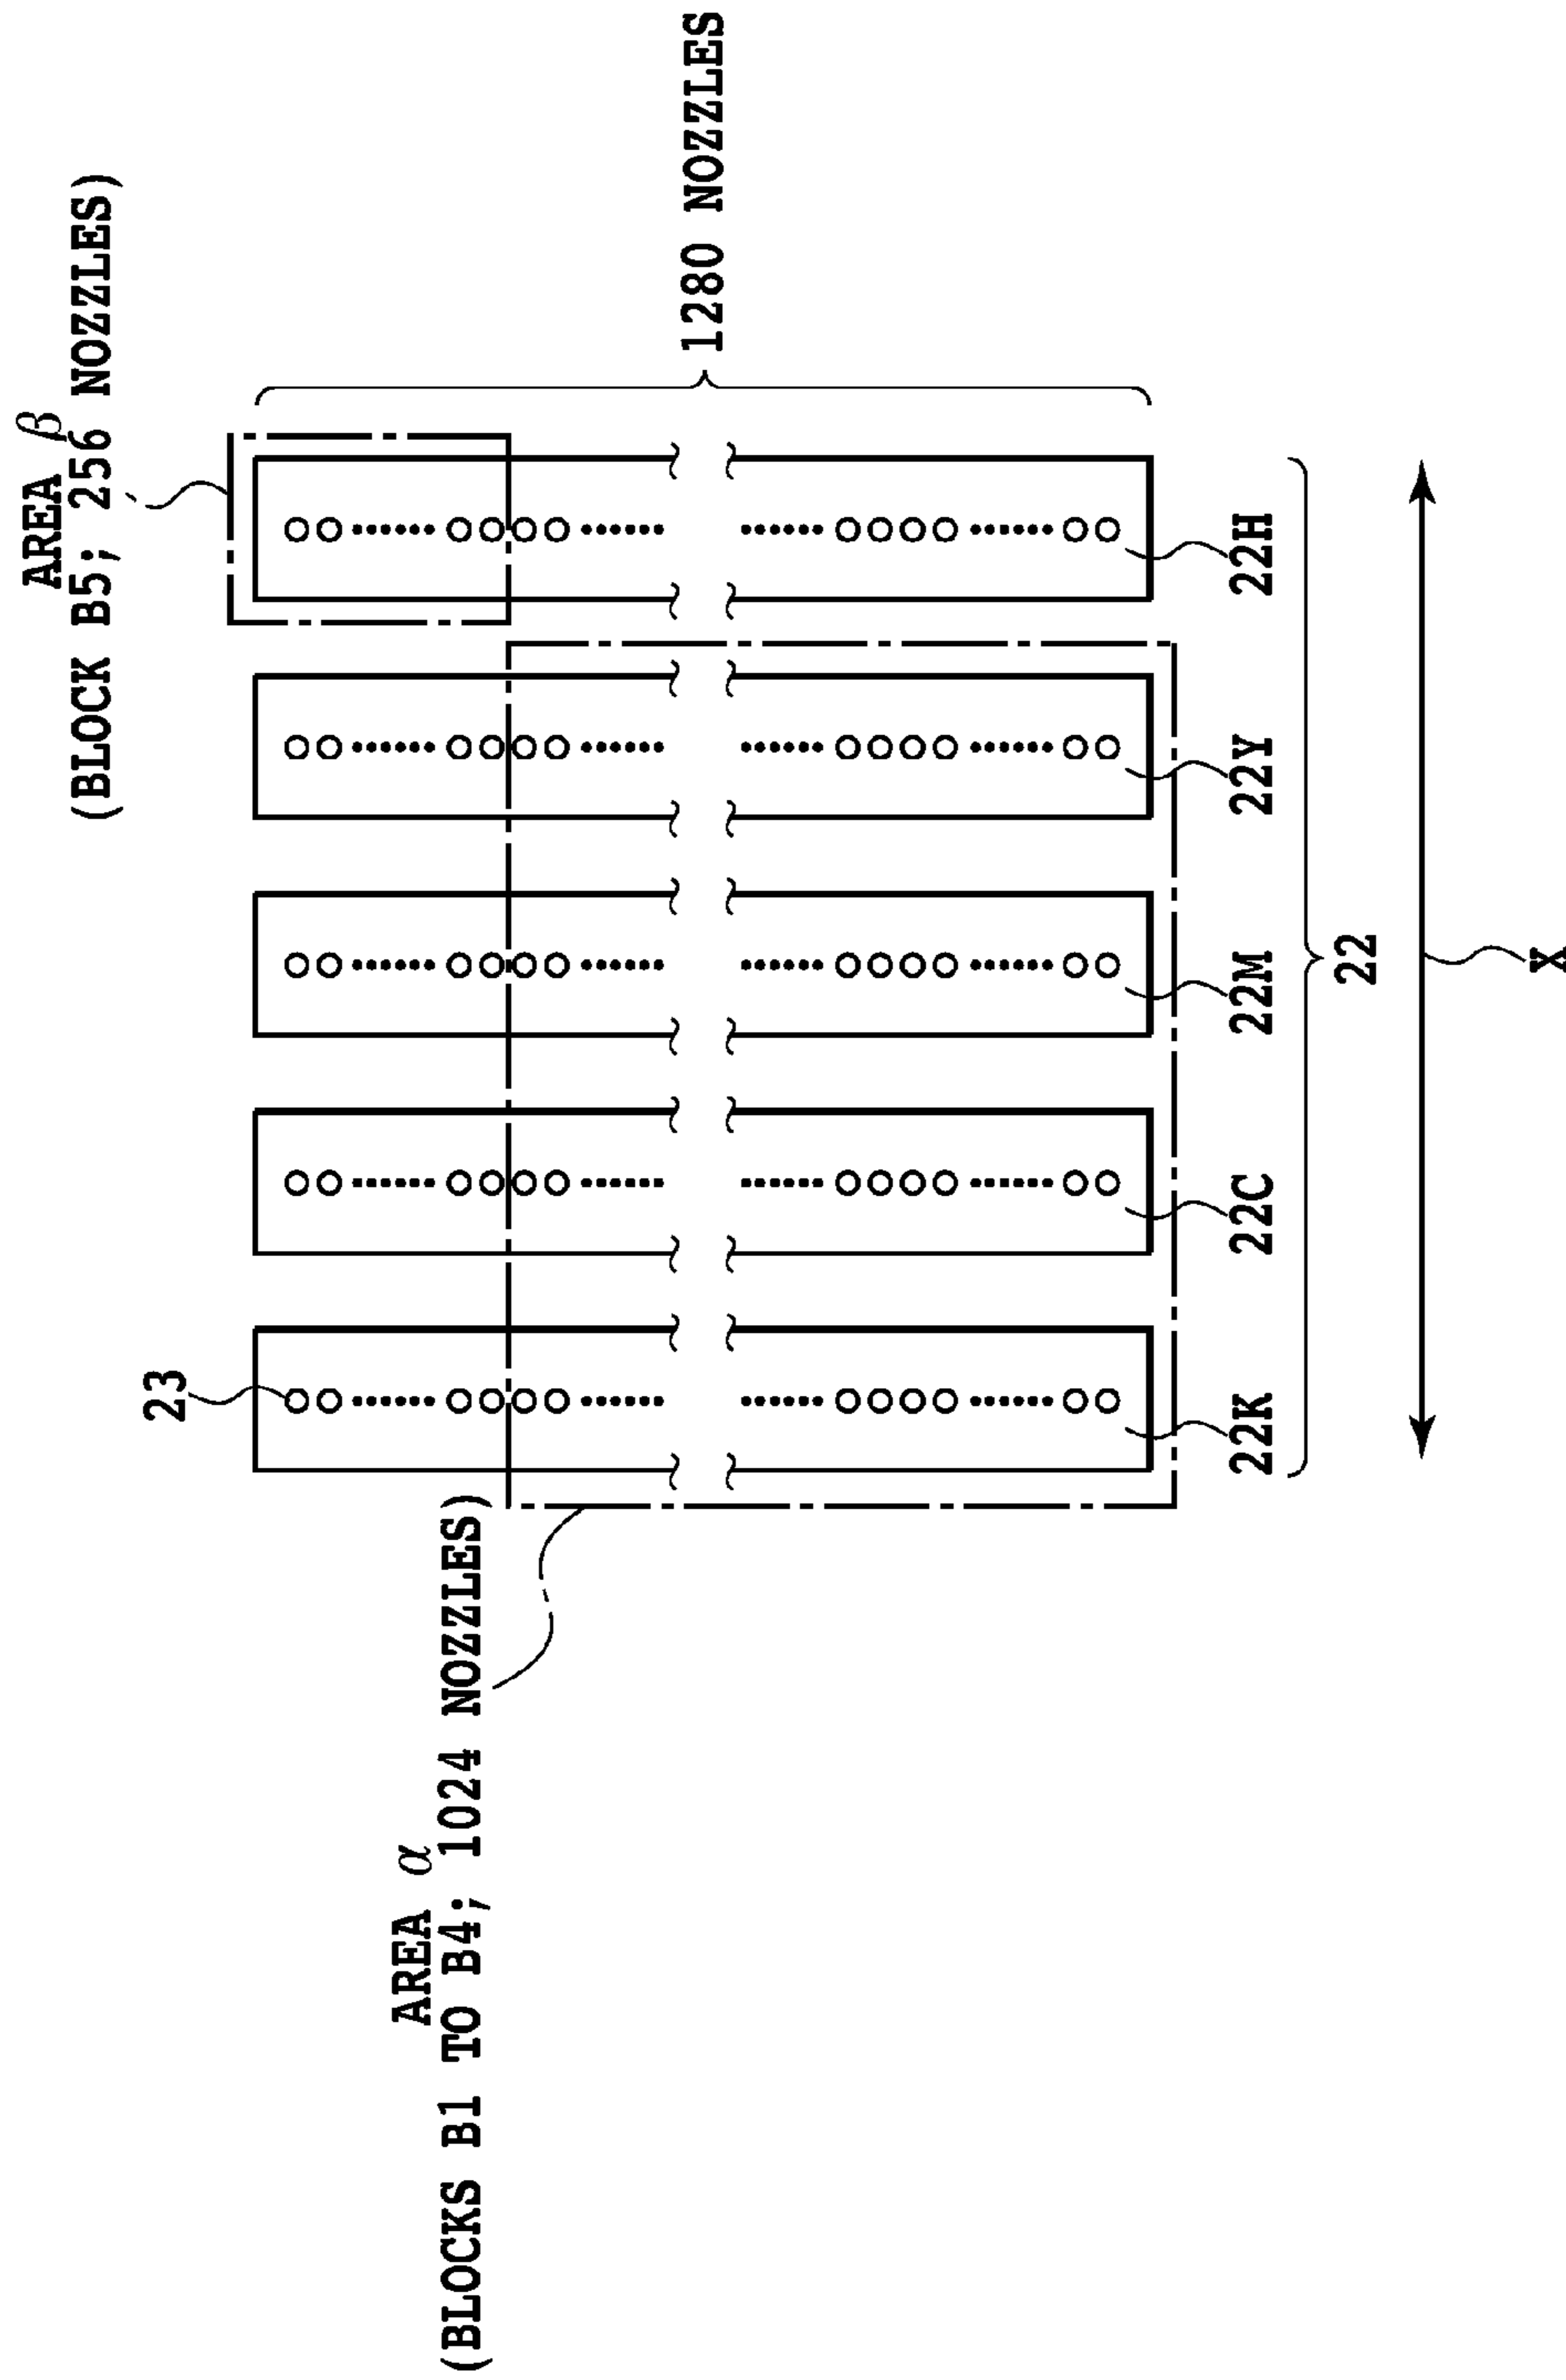 AREA β
(BLOCK B5; 256 NOZZLES)
1280 NOZZLES
23
AREA α
(BLOCKS B1 TO B4; 1024 NOZZLES)
22K
22C
22M
22Y
22H
22
X